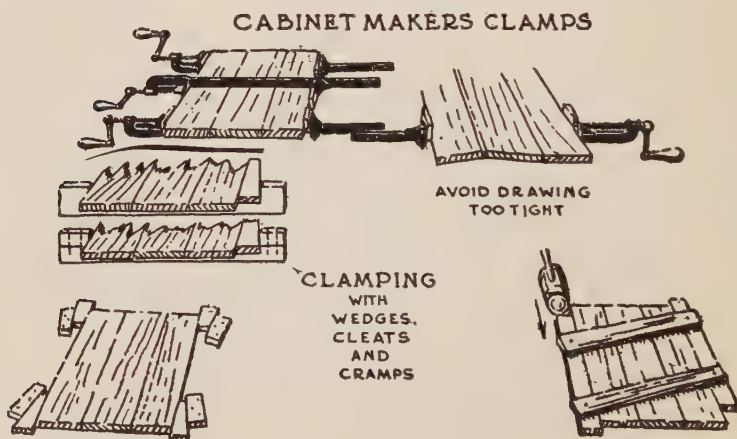 CABINET MAKERS CLAMPS
AVOID DRAWING
TOO TIGHT
CLAMPING
WITH
WEDGES,
CLEATS
AND
CRAMPS